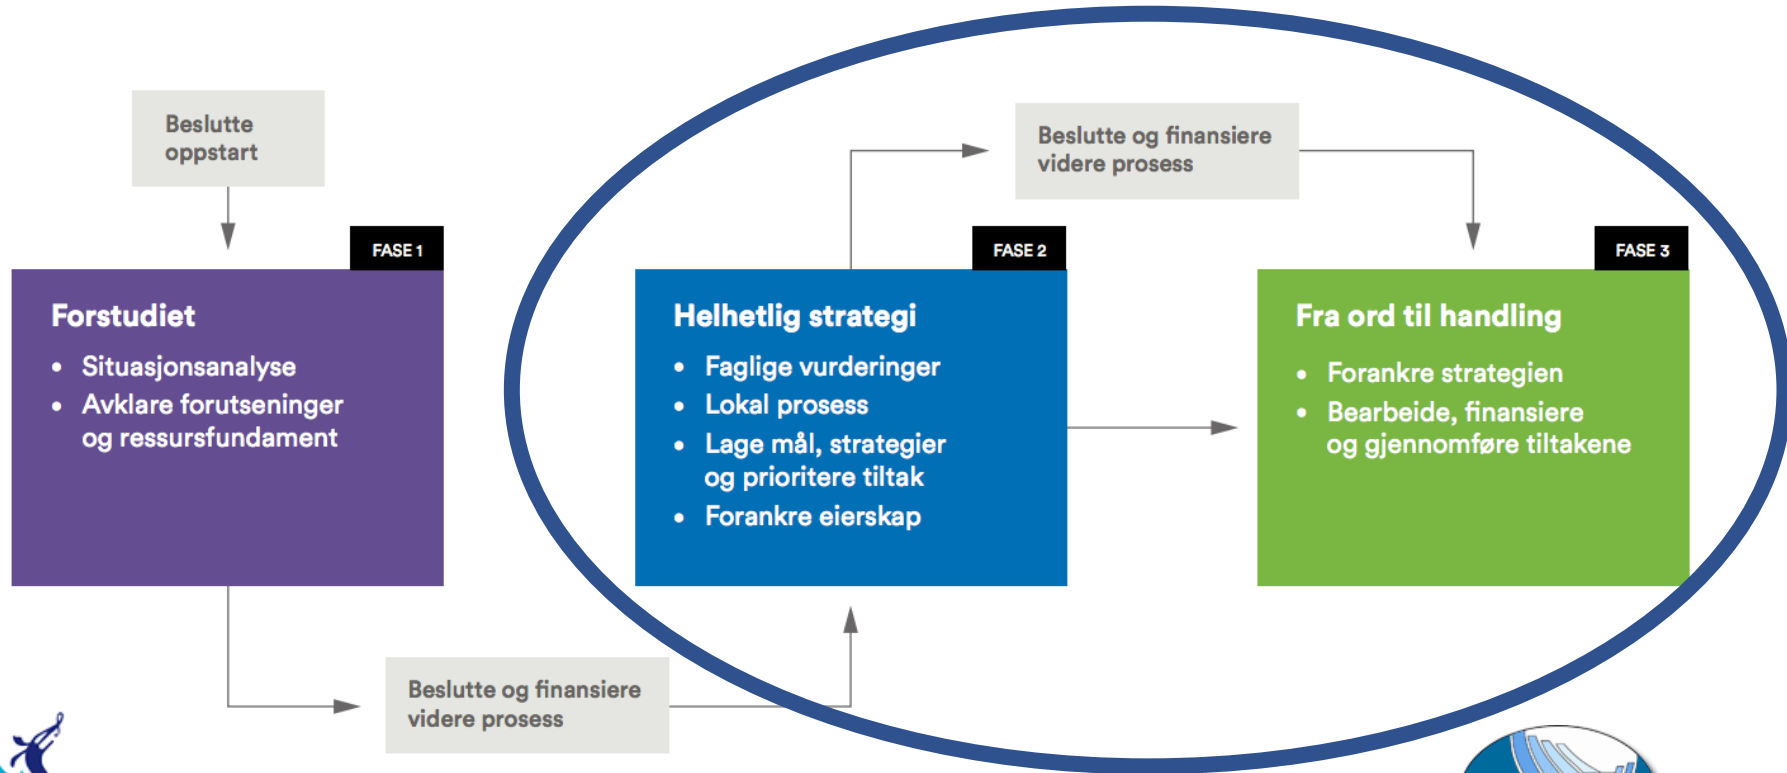 Beslutte
oppstart
FASE 1
Forstudiet
• Situasjonsanalyse
• Avklare forutseninger
og ressursfundament
Beslutte og finansiere
videre prosess
FASE 2
Helhetlig strategi
• Faglige vurderinger
• Lokal prosess
• Lage mål, strategier
og prioritere tiltak
• Forankre eierskap
Beslutte og finansiere
videre prosess
FASE 3
Fra ord til handling
• Forankre strategien
• Bearbeide, finansiere
og gjennomføre tiltakene